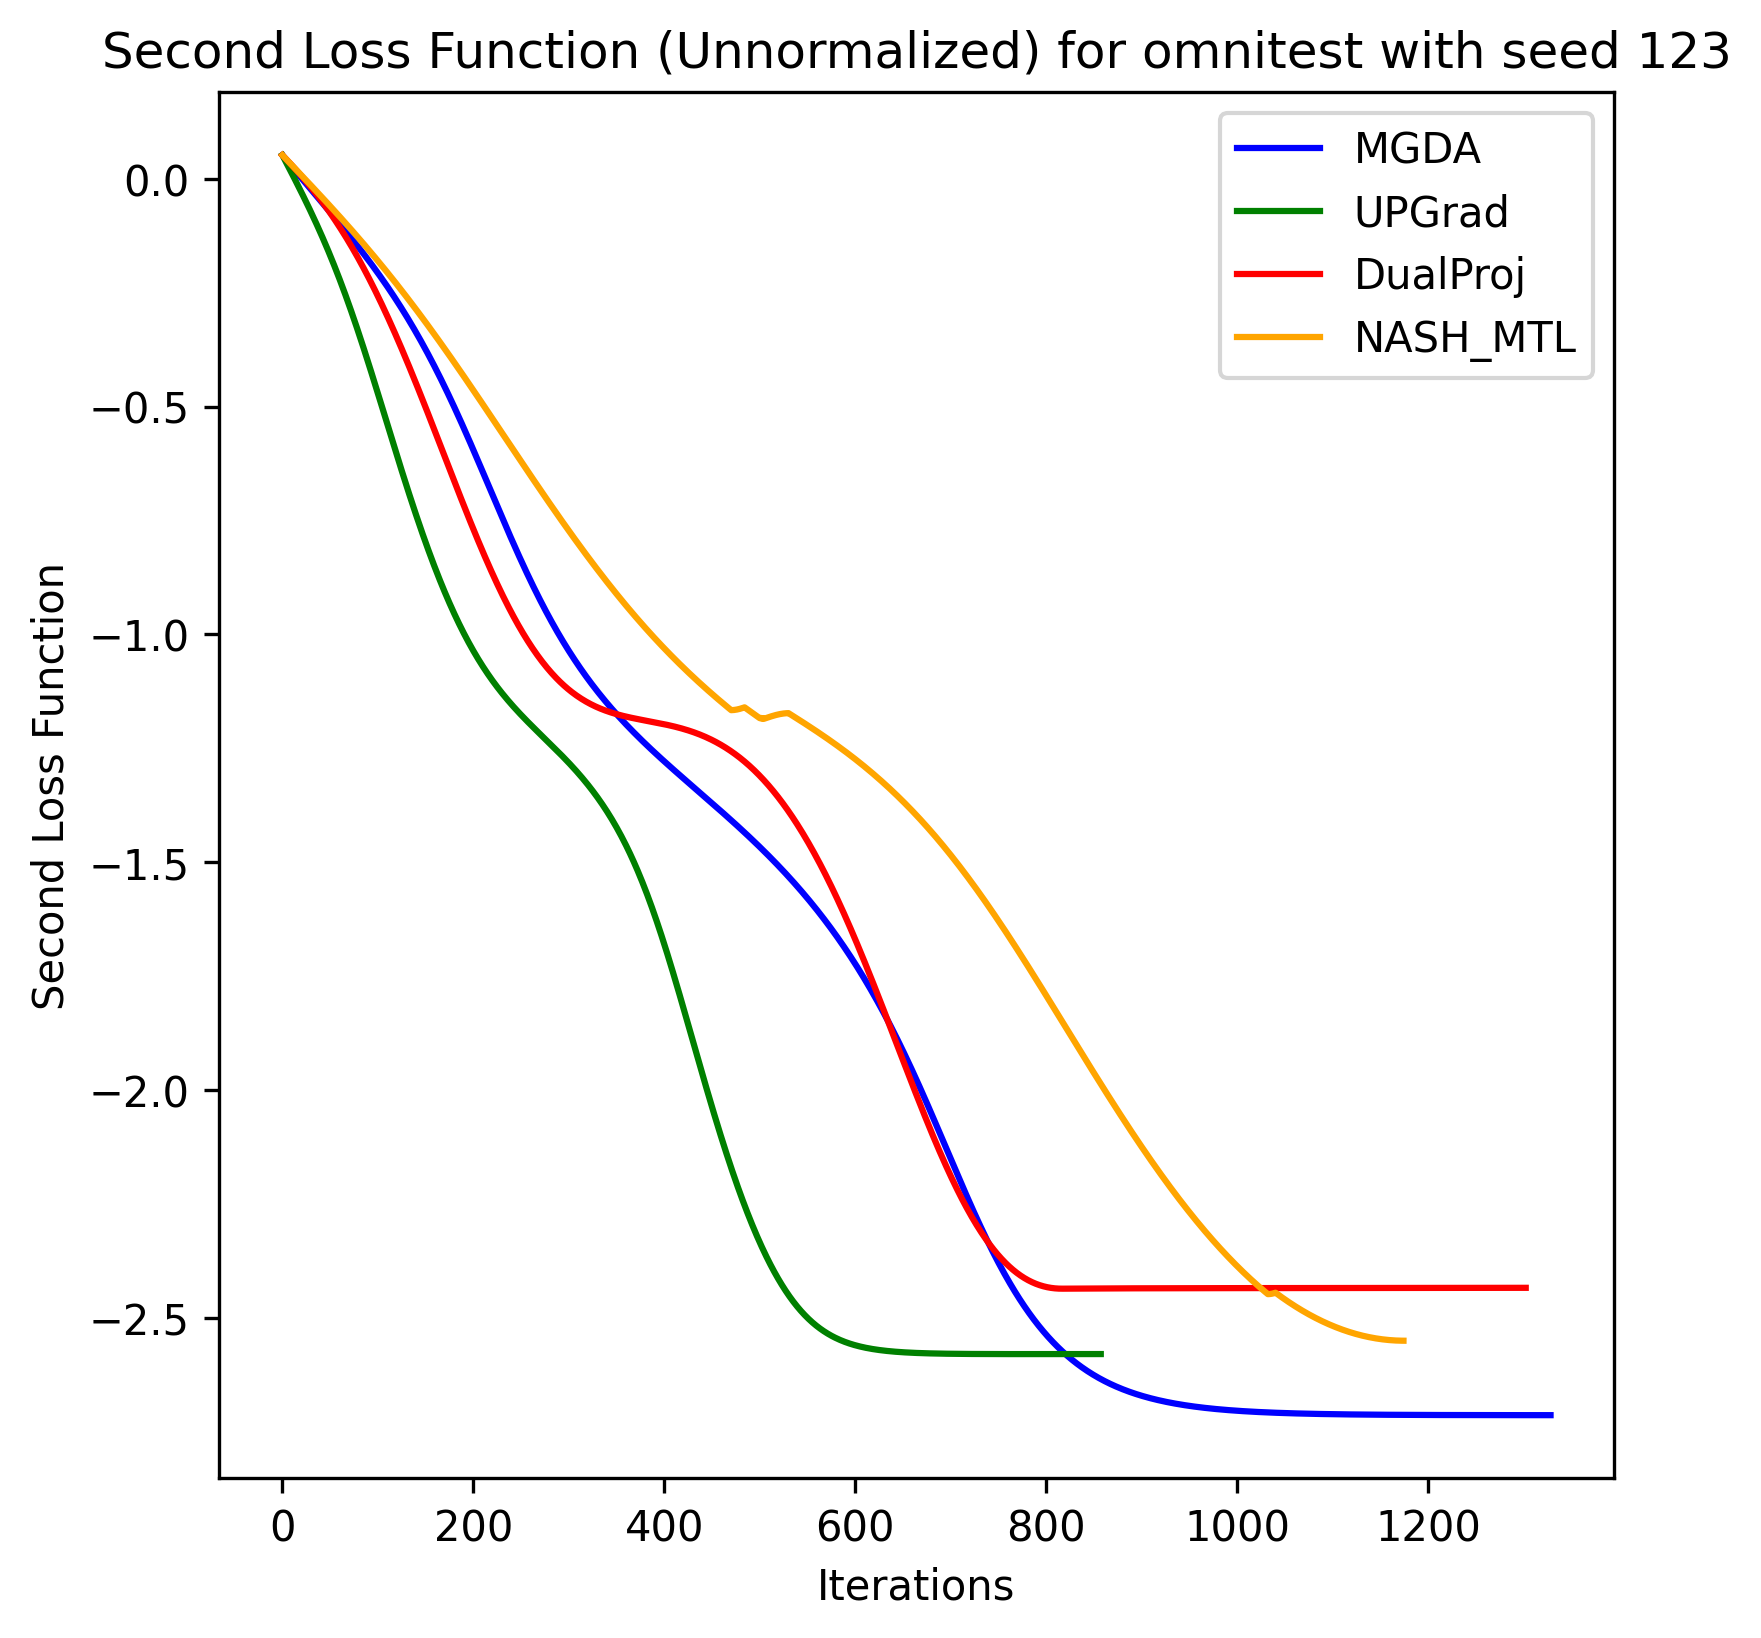 Second Loss Function (Unnormalized) for omnitest with seed 123
MGDA
UPGrad
DualProj
NASH_MTL
Second Loss Function
0.0
−0.5
−1.0
−1.5
−2.0
−2.5
0 200 400 600 800 1000 1200
Iterations